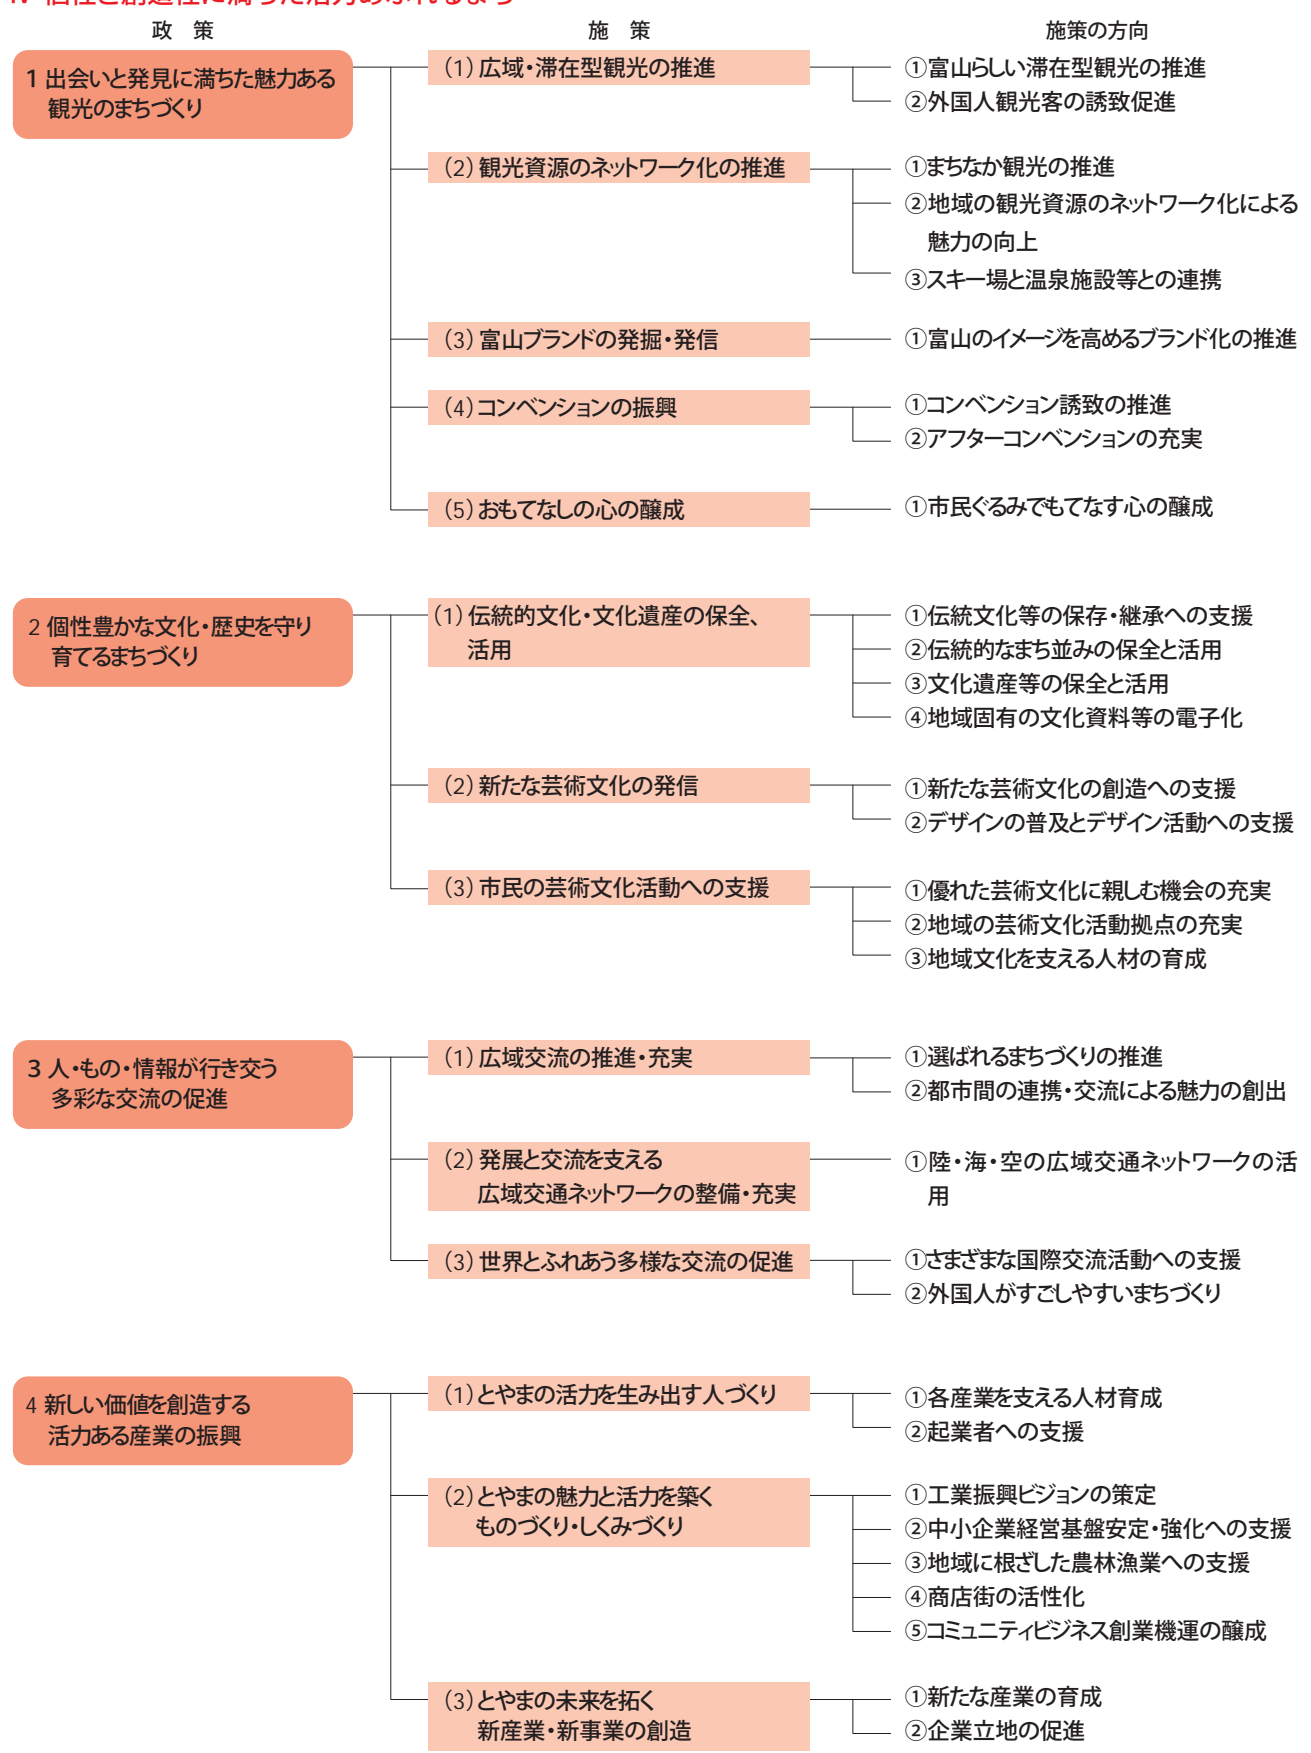 Ⅳ 個性と創造性に満ちた活力あふれるまち
政 策
施 策
施策の方向
1 出会いと発見に満ちた魅力ある
観光のまちづくり
(1)広域・滞在型観光の推進
①富山らしい滞在型観光の推進
②外国人観光客の誘致促進
(2)観光資源のネットワーク化の推進
①まちなか観光の推進
②地域の観光資源のネットワーク化による
魅力の向上
③スキー場と温泉施設等との連携
(3)富山ブランドの発掘・発信
①富山のイメージを高めるブランド化の推進
(4)コンベンションの振興
①コンベンション誘致の推進
②アフターコンベンションの充実
(5)おもてなしの心の醸成
①市民ぐるみでもてなす心の醸成
2 個性豊かな文化・歴史を守り
育てるまちづくり
(1)伝統的文化・文化遺産の保全、
活用
①伝統文化等の保存・継承への支援
②伝統的なまち並みの保全と活用
③文化遺産等の保全と活用
④地域固有の文化資料等の電子化
(2)新たな芸術文化の発信
①新たな芸術文化の創造への支援
②デザインの普及とデザイン活動への支援
(3)市民の芸術文化活動への支援
①優れた芸術文化に親しむ機会の充実
②地域の芸術文化活動拠点の充実
③地域文化を支える人材の育成
3 人・もの・情報が行き交う
多彩な交流の促進
(1)広域交流の推進・充実
①選ばれるまちづくりの推進
②都市間の連携・交流による魅力の創出
(2)発展と交流を支える
広域交通ネットワークの整備・充実
①陸・海・空の広域交通ネットワークの活
用
(3)世界とふれあう多様な交流の促進
①さまざまな国際交流活動への支援
②外国人がすごしやすいまちづくり
4 新しい価値を創造する
活力ある産業の振興
(1)とやまの活力を生み出す人づくり
①各産業を支える人材育成
②起業者への支援
(2)とやまの魅力と活力を築く
ものづくり・しくみづくり
①工業振興ビジョンの策定
②中小企業経営基盤安定・強化への支援
③地域に根ざした農林漁業への支援
④商店街の活性化
⑤コミュニティビジネス創業機運の醸成
(3)とやまの未来を拓く
新産業・新事業の創造
①新たな産業の育成
②企業立地の促進